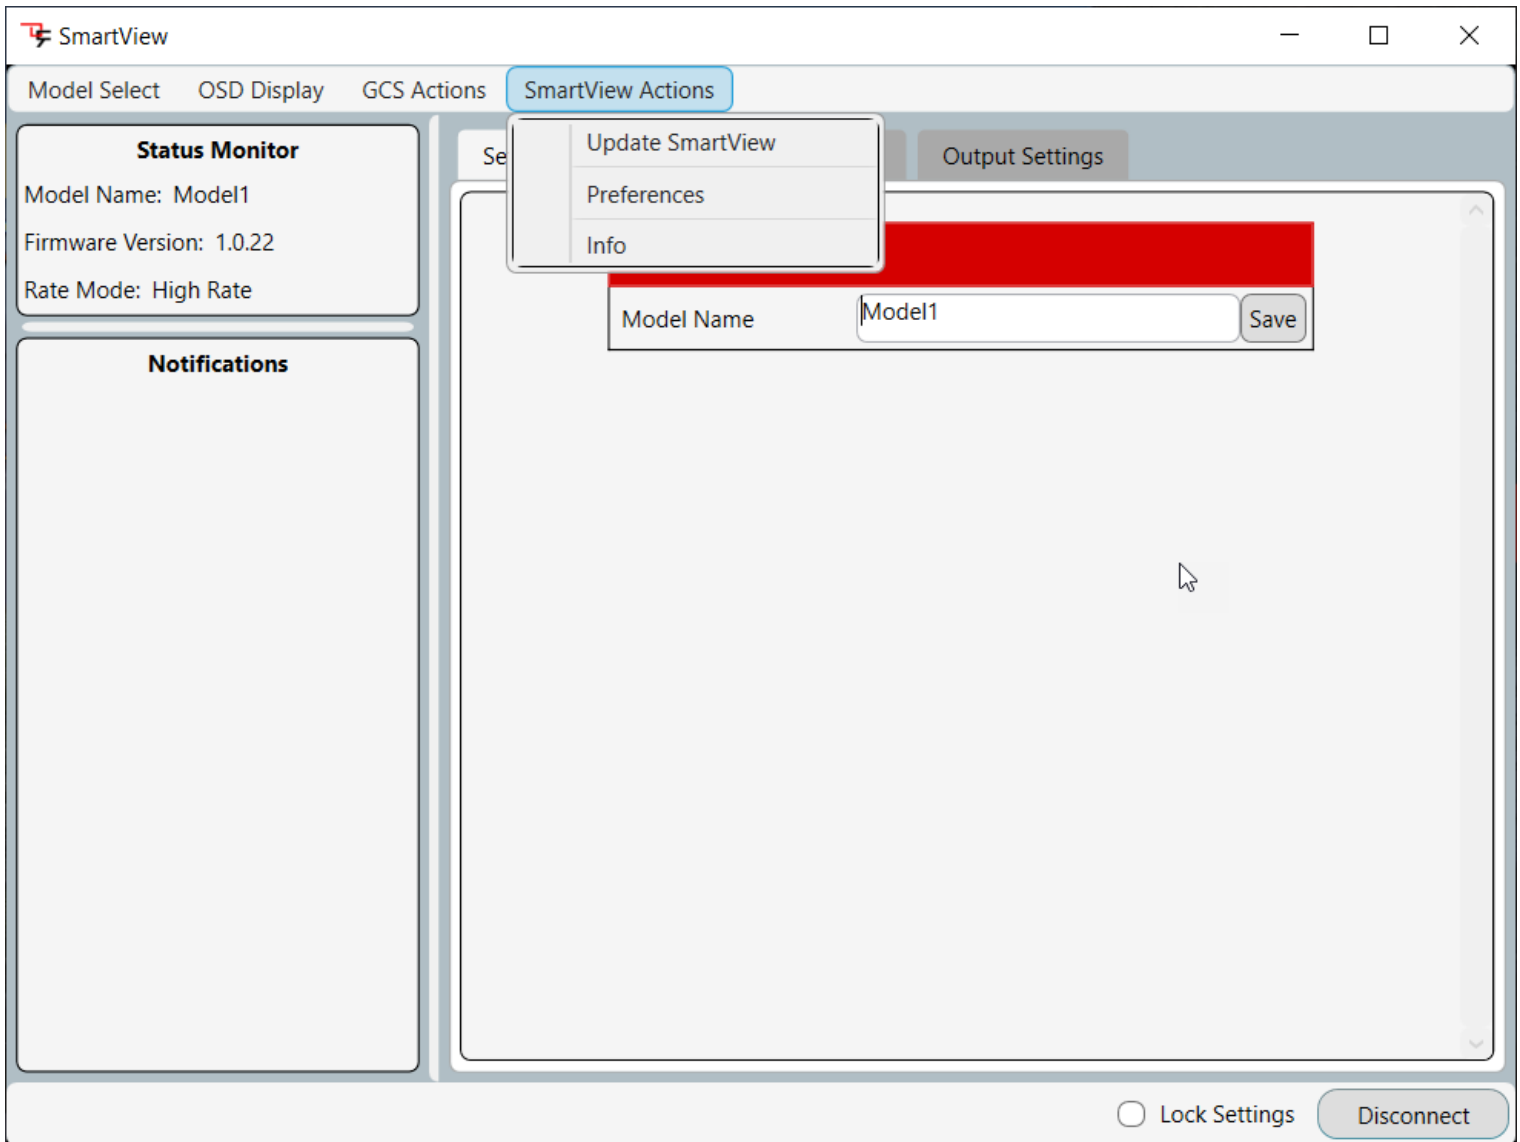 SmartView
Model Select OSD Display GCS Actions SmartView Actions
Update SmartView
Preferences
Info
Status Monitor
Model Name: Model1
Firmware Version: 1.0.22
Rate Mode: High Rate
Notifications
Output Settings
Model Name Model1 Save
Lock Settings Disconnect